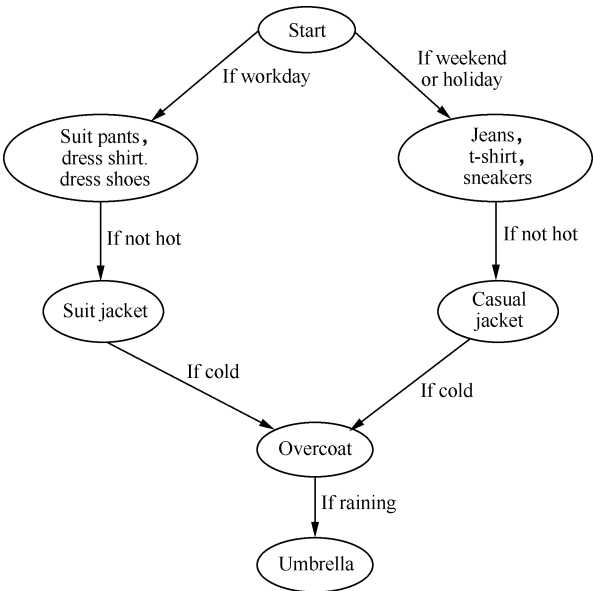 Start
If workday
If weekend
or holiday
Suit pants,
dress shirt.
dress shoes
Jeans,
t-shirt,
sneakers
If not hot
If not hot
Suit jacket
Casual
jacket
If cold
If cold
Overcoat
If raining
Umbrella